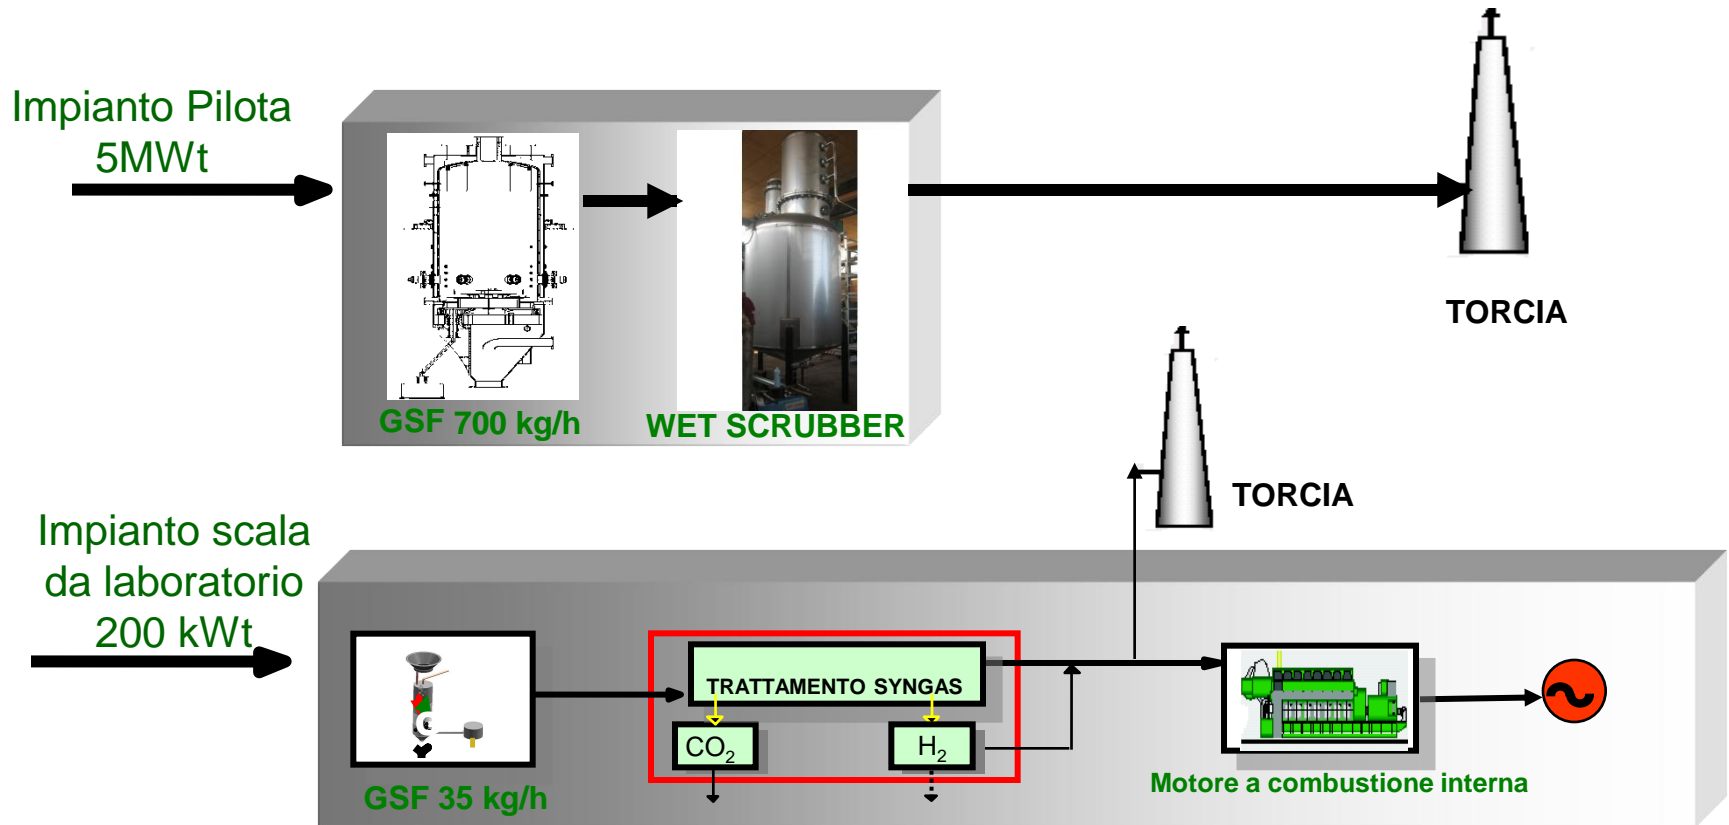 Impianto Pilota
5MWt
GSF 700 kg/h
WET SCRUBBER
TORCIA
TORCIA
Impianto scala
da laboratorio
200 kWt
TRATTAMENTO SYNGAS
CO₂
H₂
GSF 35 kg/h
Motore a combustione interna